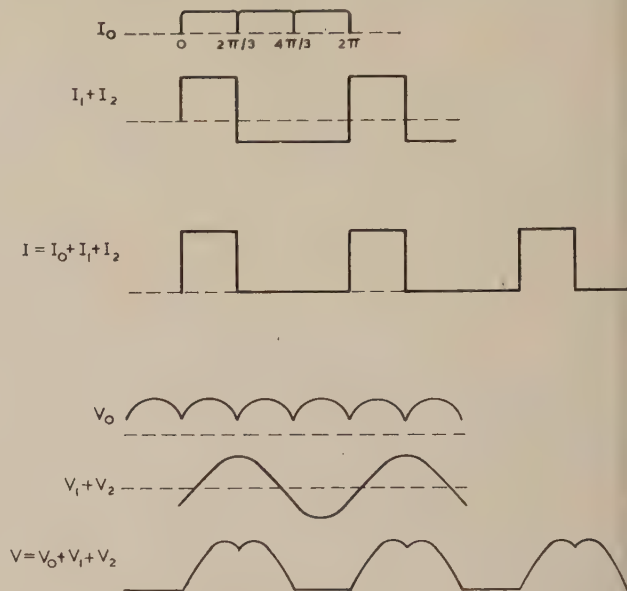 I₀
0 2π/3 4π/3 2π
I₁+I₂
I = I₀+I₁+I₂
V₀
V₁+V₂
V=V₀+V₁+V₂